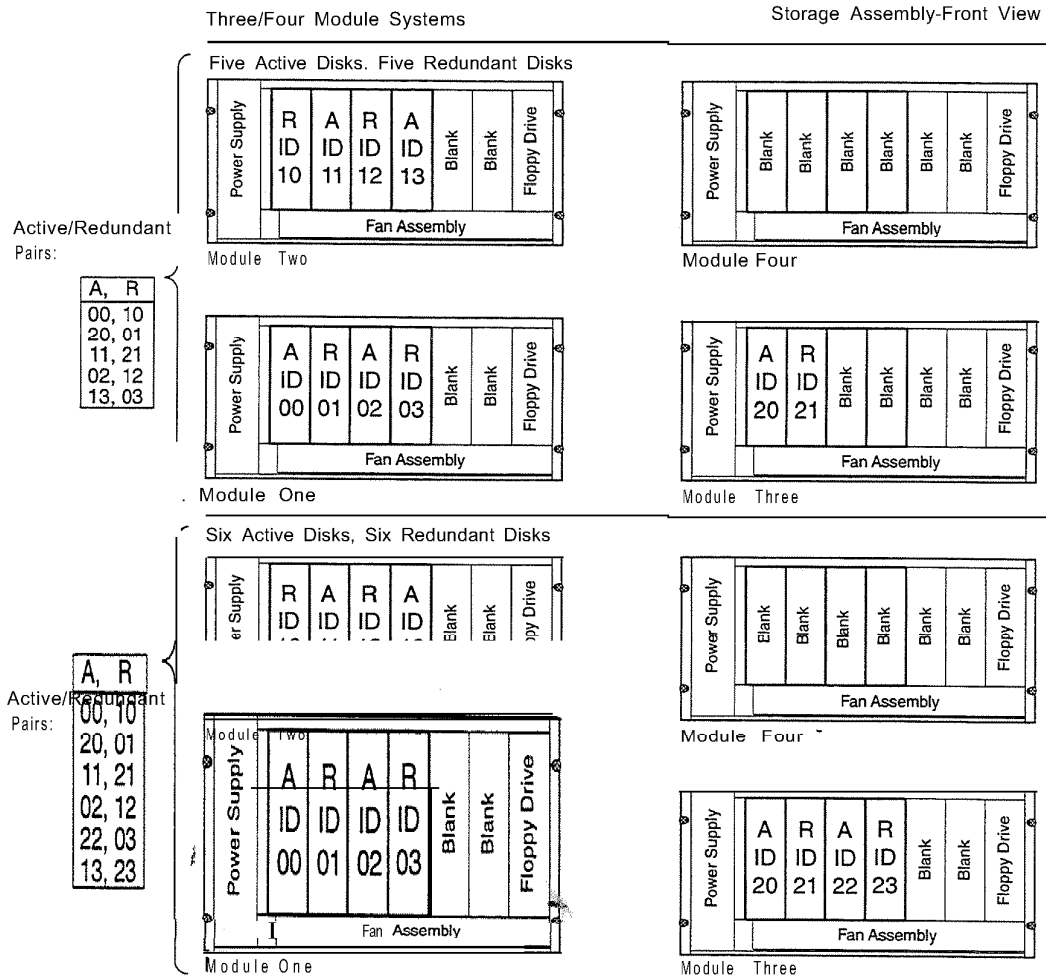 Three/Four Module Systems
Storage Assembly-Front View
Five Active Disks. Five Redundant Disks
Active/Redundant
Pairs:
A, R
00, 10
20, 01
11, 21
02, 12
13, 03
Power Supply
R ID 10
A ID 11
R ID 12
A ID 13
Blank
Blank
Floppy Drive
Fan Assembly
Module Two
Power Supply
Blank
Blank
Blank
Blank
Blank
Blank
Floppy Drive
Fan Assembly
Module Four
Power Supply
A ID 00
R ID 01
A ID 02
R ID 03
Blank
Blank
Floppy Drive
Fan Assembly
Module One
Power Supply
A ID 20
R ID 21
Blank
Blank
Blank
Blank
Floppy Drive
Fan Assembly
Module Three
Six Active Disks, Six Redundant Disks
Active/Redundant
Pairs:
A, R
00, 10
20, 01
11, 21
02, 12
22, 03
13, 23
er Supply
R ID
A ID
R ID
A ID
Blank
Blank
ppy Drive
Module Two
Power Supply
Blank
Blank
Blank
Blank
Blank
Blank
Floppy Drive
Fan Assembly
Module Four
Power Supply
A ID 00
R ID 01
A ID 02
R ID 03
Blank
Blank
Floppy Drive
Fan Assembly
Module One
Power Supply
A ID 20
R ID 21
A ID 22
R ID 23
Blank
Blank
Floppy Drive
Fan Assembly
Module Three